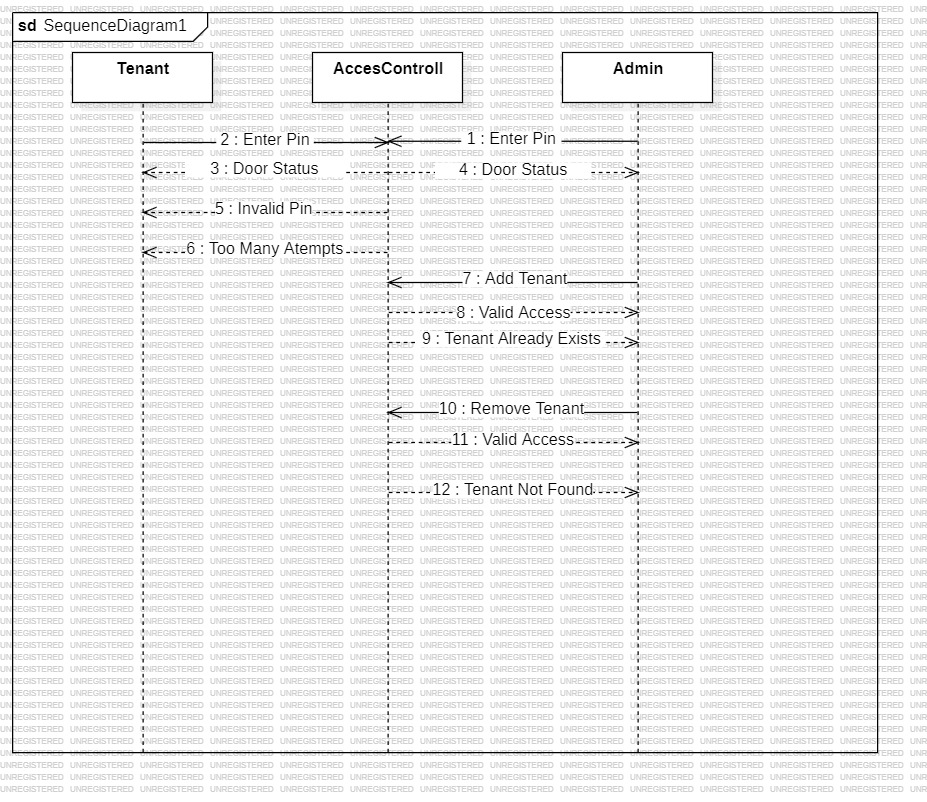 sd SequenceDiagram1
Tenant AccesControll Admin
2 : Enter Pin 1 : Enter Pin
3 : Door Status 4 : Door Status
5 : Invalid Pin
6 : Too Many Atempts
7 : Add Tenant
8 : Valid Access
9 : Tenant Already Exists
10 : Remove Tenant
11 : Valid Access
12 : Tenant Not Found
UNREGISTERED